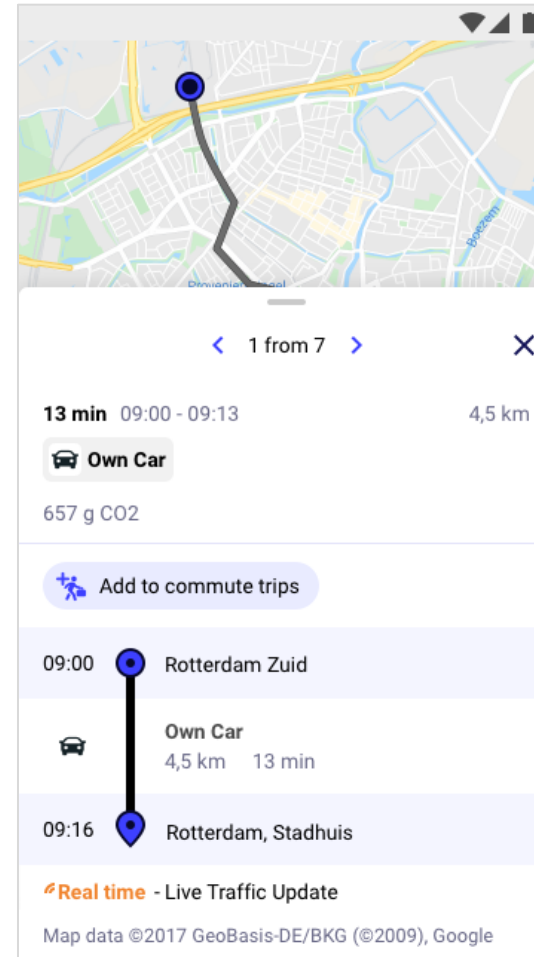 Boezem
1 from 7
13 min 09:00 - 09:13 4,5 km
Own Car
657 g CO2
Add to commute trips
09:00 Rotterdam Zuid
Own Car
4,5 km 13 min
09:16 Rotterdam, Stadhuis
Real time - Live Traffic Update
Map data ©2017 GeoBasis-DE/BKG (©2009), Google